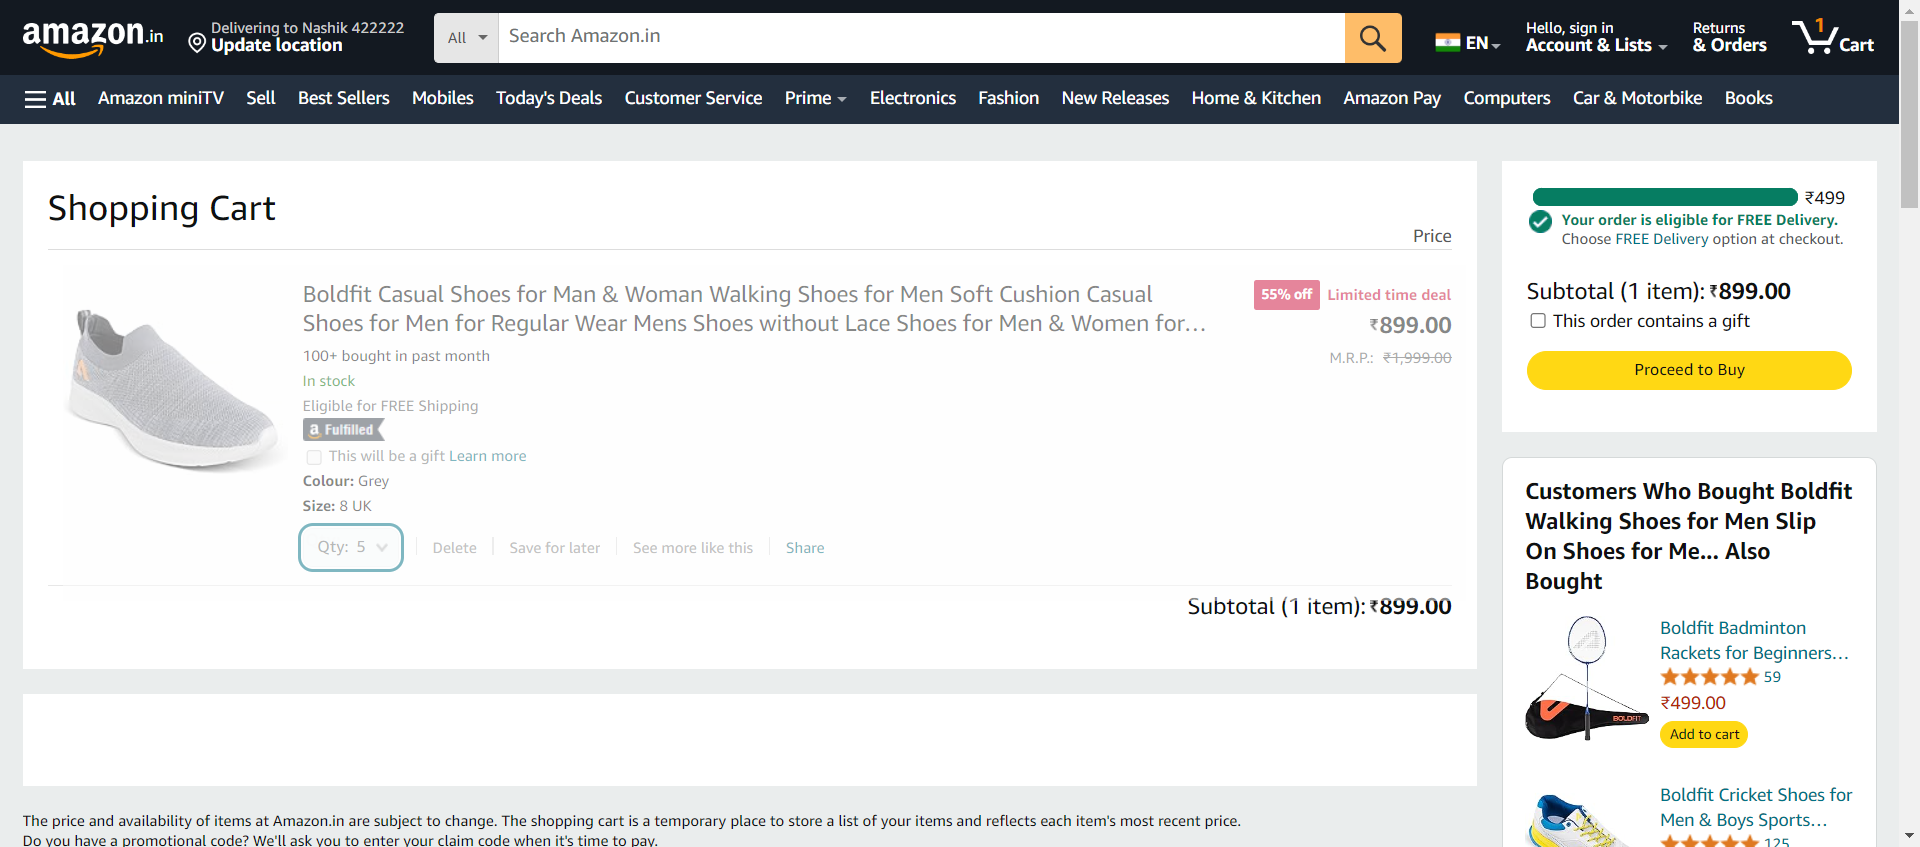 amazon.in
Delivering to Nashik 422222
Update location
All
Search Amazon.in
EN
Hello, sign in
Account & Lists
Returns
& Orders
1
Cart
All
Amazon miniTV
Sell
Best Sellers
Mobiles
Today's Deals
Customer Service
Prime
Electronics
Fashion
New Releases
Home & Kitchen
Amazon Pay
Computers
Car & Motorbike
Books
Shopping Cart
Price
Boldfit Casual Shoes for Man & Woman Walking Shoes for Men Soft Cushion Casual
Shoes for Men for Regular Wear Mens Shoes without Lace Shoes for Men & Women for...
100+ bought in past month
In stock
Eligible for FREE Shipping
a Fulfilled
This will be a gift Learn more
Colour: Grey
Size: 8 UK
Qty: 5
Delete
Save for later
See more like this
Share
55% off Limited time deal
₹899.00
M.R.P.: ₹1,999.00
Subtotal (1 item): ₹899.00
₹499
Your order is eligible for FREE Delivery.
Choose FREE Delivery option at checkout.
Subtotal (1 item): ₹899.00
This order contains a gift
Proceed to Buy
Customers Who Bought Boldfit
Walking Shoes for Men Slip
On Shoes for Me... Also
Bought
BOLDFIT
Boldfit Badminton
Rackets for Beginners...
59
₹499.00
Add to cart
Boldfit Cricket Shoes for
Men & Boys Sports...
125
The price and availability of items at Amazon.in are subject to change. The shopping cart is a temporary place to store a list of your items and reflects each item's most recent price.
Do you have a promotional code? We'll ask you to enter your claim code when it's time to pay.